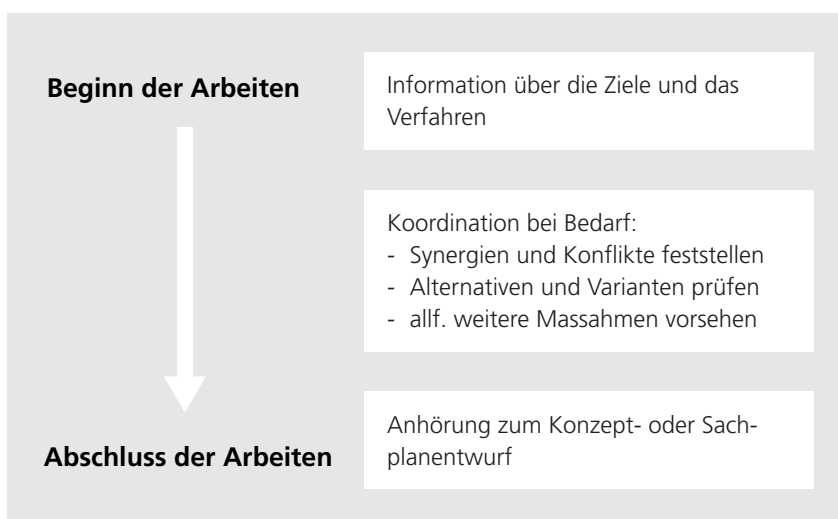 Beginn der Arbeiten
Information über die Ziele und das
Verfahren
Koordination bei Bedarf:
- Synergien und Konflikte feststellen
- Alternativen und Varianten prüfen
- allf. weitere Massahmen vorsehen
Abschluss der Arbeiten
Anhörung zum Konzept- oder Sach-
planentwurf